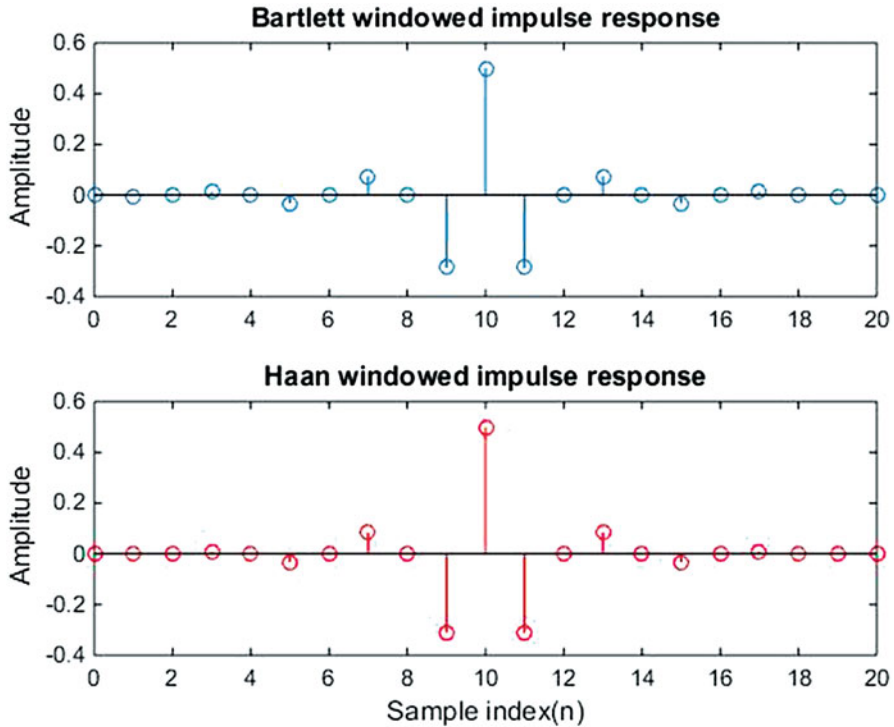 Bartlett windowed impulse response
0.6
0.4
0.2
0
-0.2
-0.4
Amplitude
0 2 4 6 8 10 12 14 16 18 20
Haan windowed impulse response
0.6
0.4
0.2
0
-0.2
-0.4
Amplitude
0 2 4 6 8 10 12 14 16 18 20
Sample index(n)